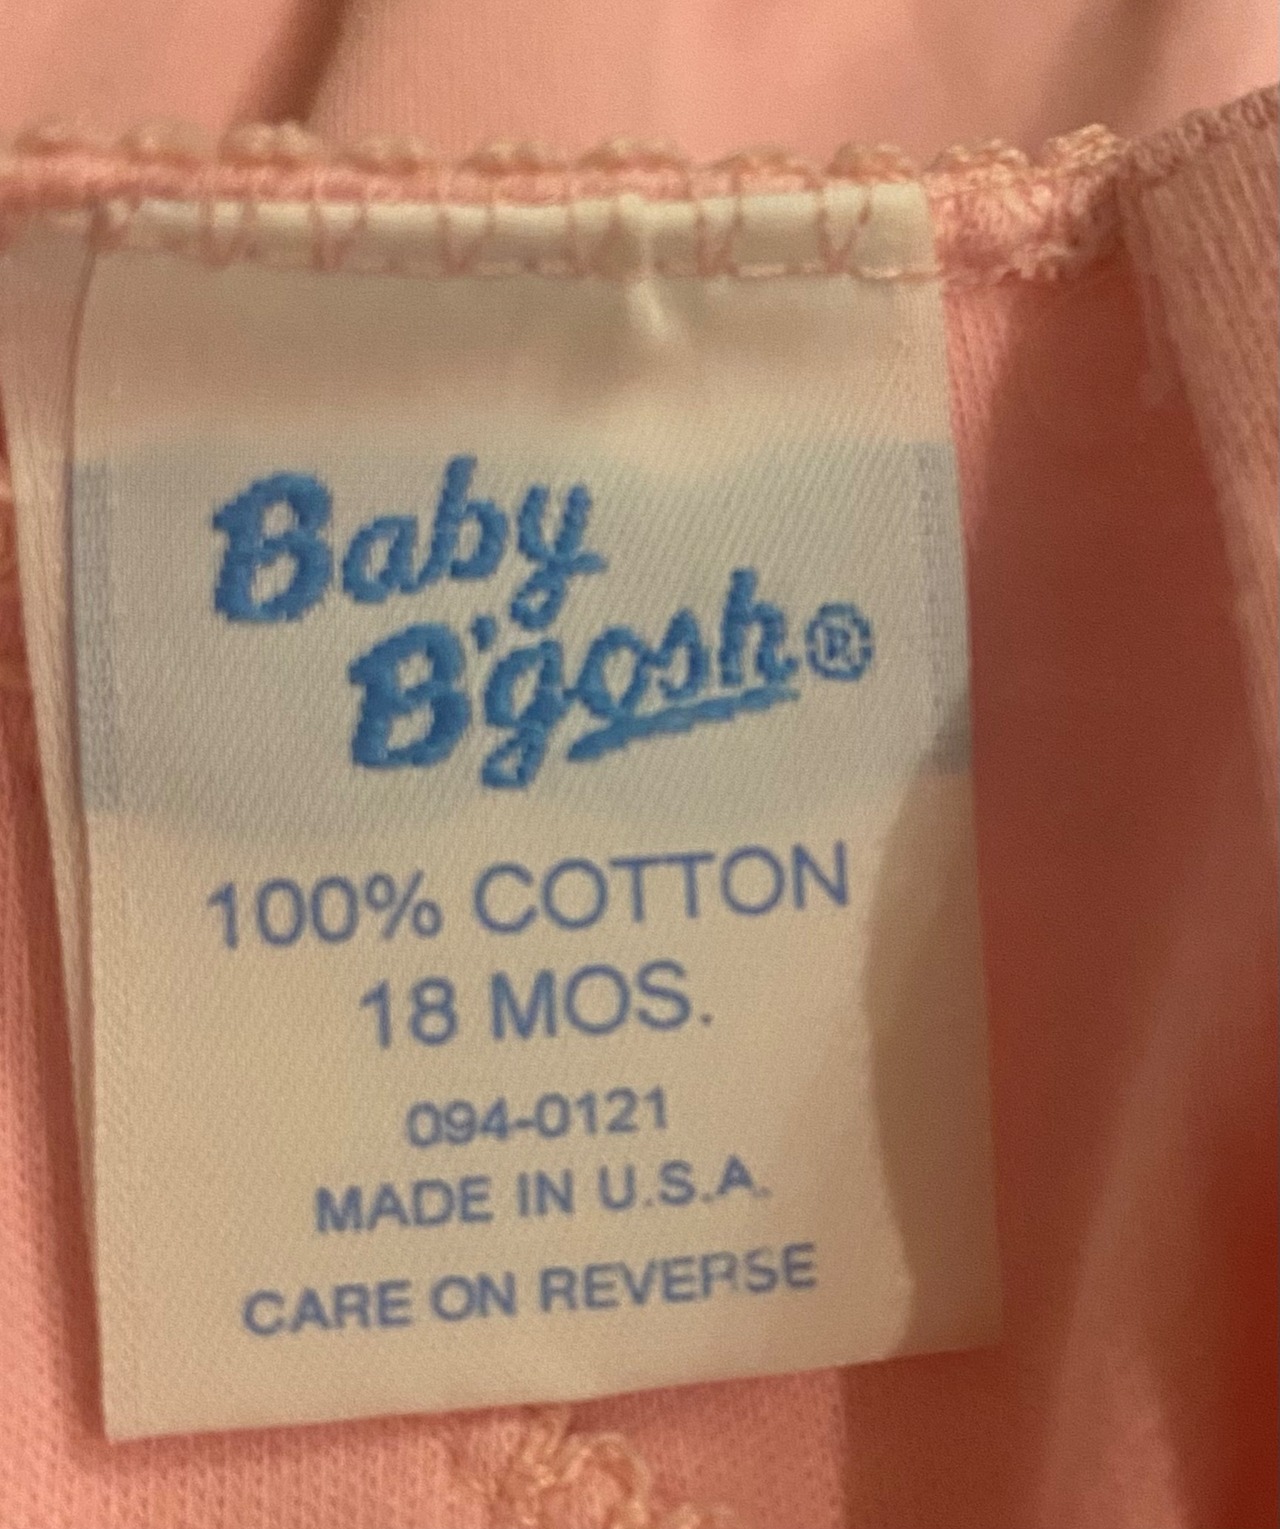 Baby
B'gosh®
100% COTTON
18 MOS.
094-0121
MADE IN U.S.A.
CARE ON REVERSE